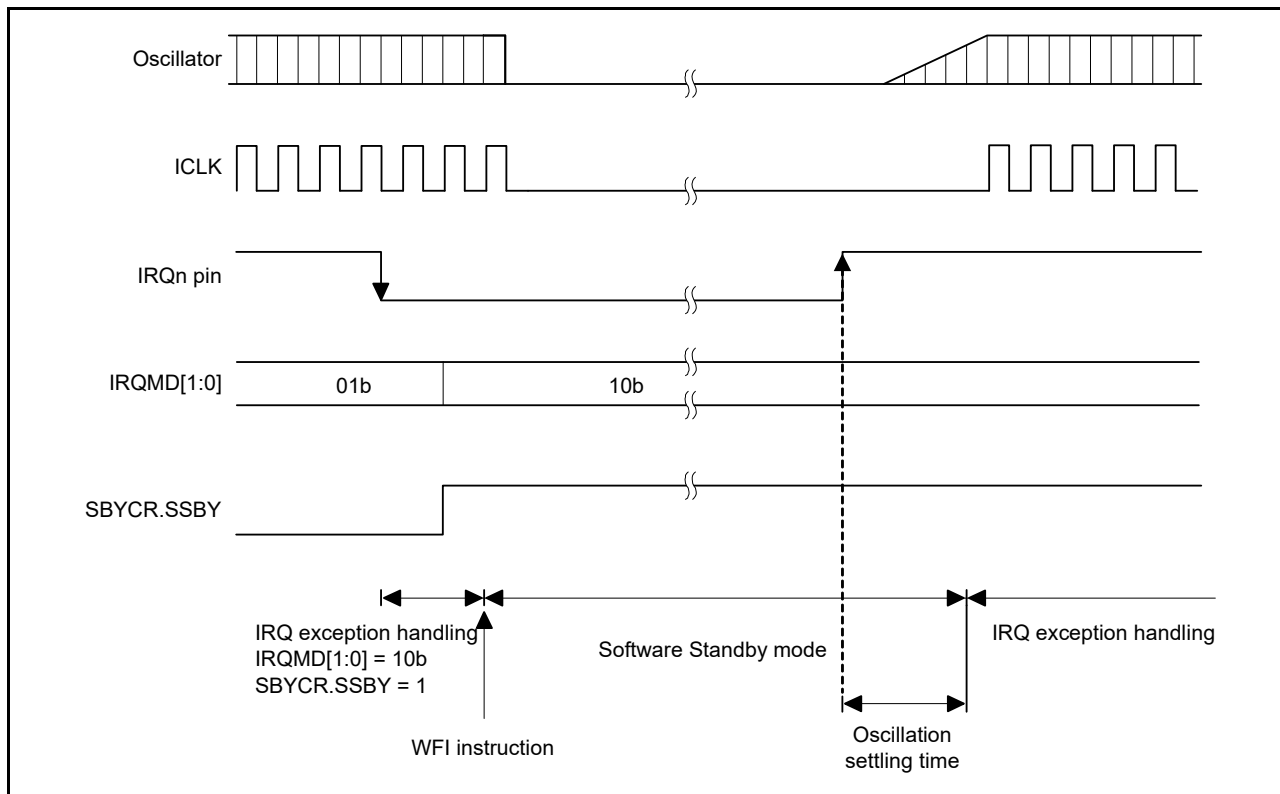 Oscillator
ICLK
IRQn pin
IRQMD[1:0]
01b
10b
SBYCR.SSBY
IRQ exception handling
IRQMD[1:0] = 10b
SBYCR.SSBY = 1
Software Standby mode
IRQ exception handling
WFI instruction
Oscillation
settling time